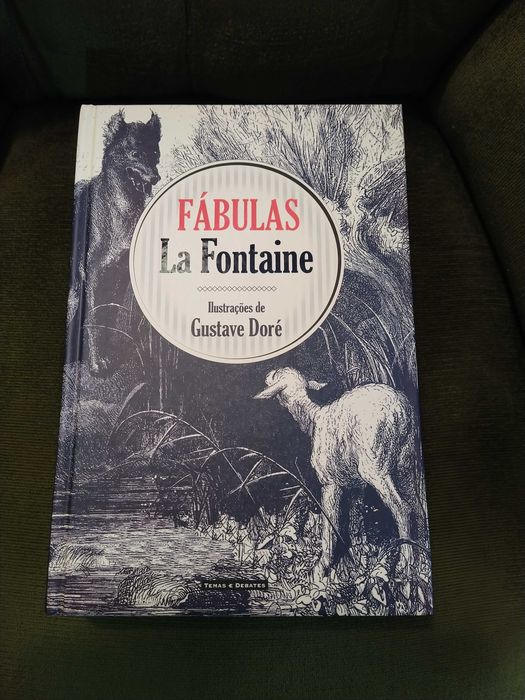 FÁBULAS
La Fontaine
Ilustrações de
Gustave Doré
TEMAS E DEBATES